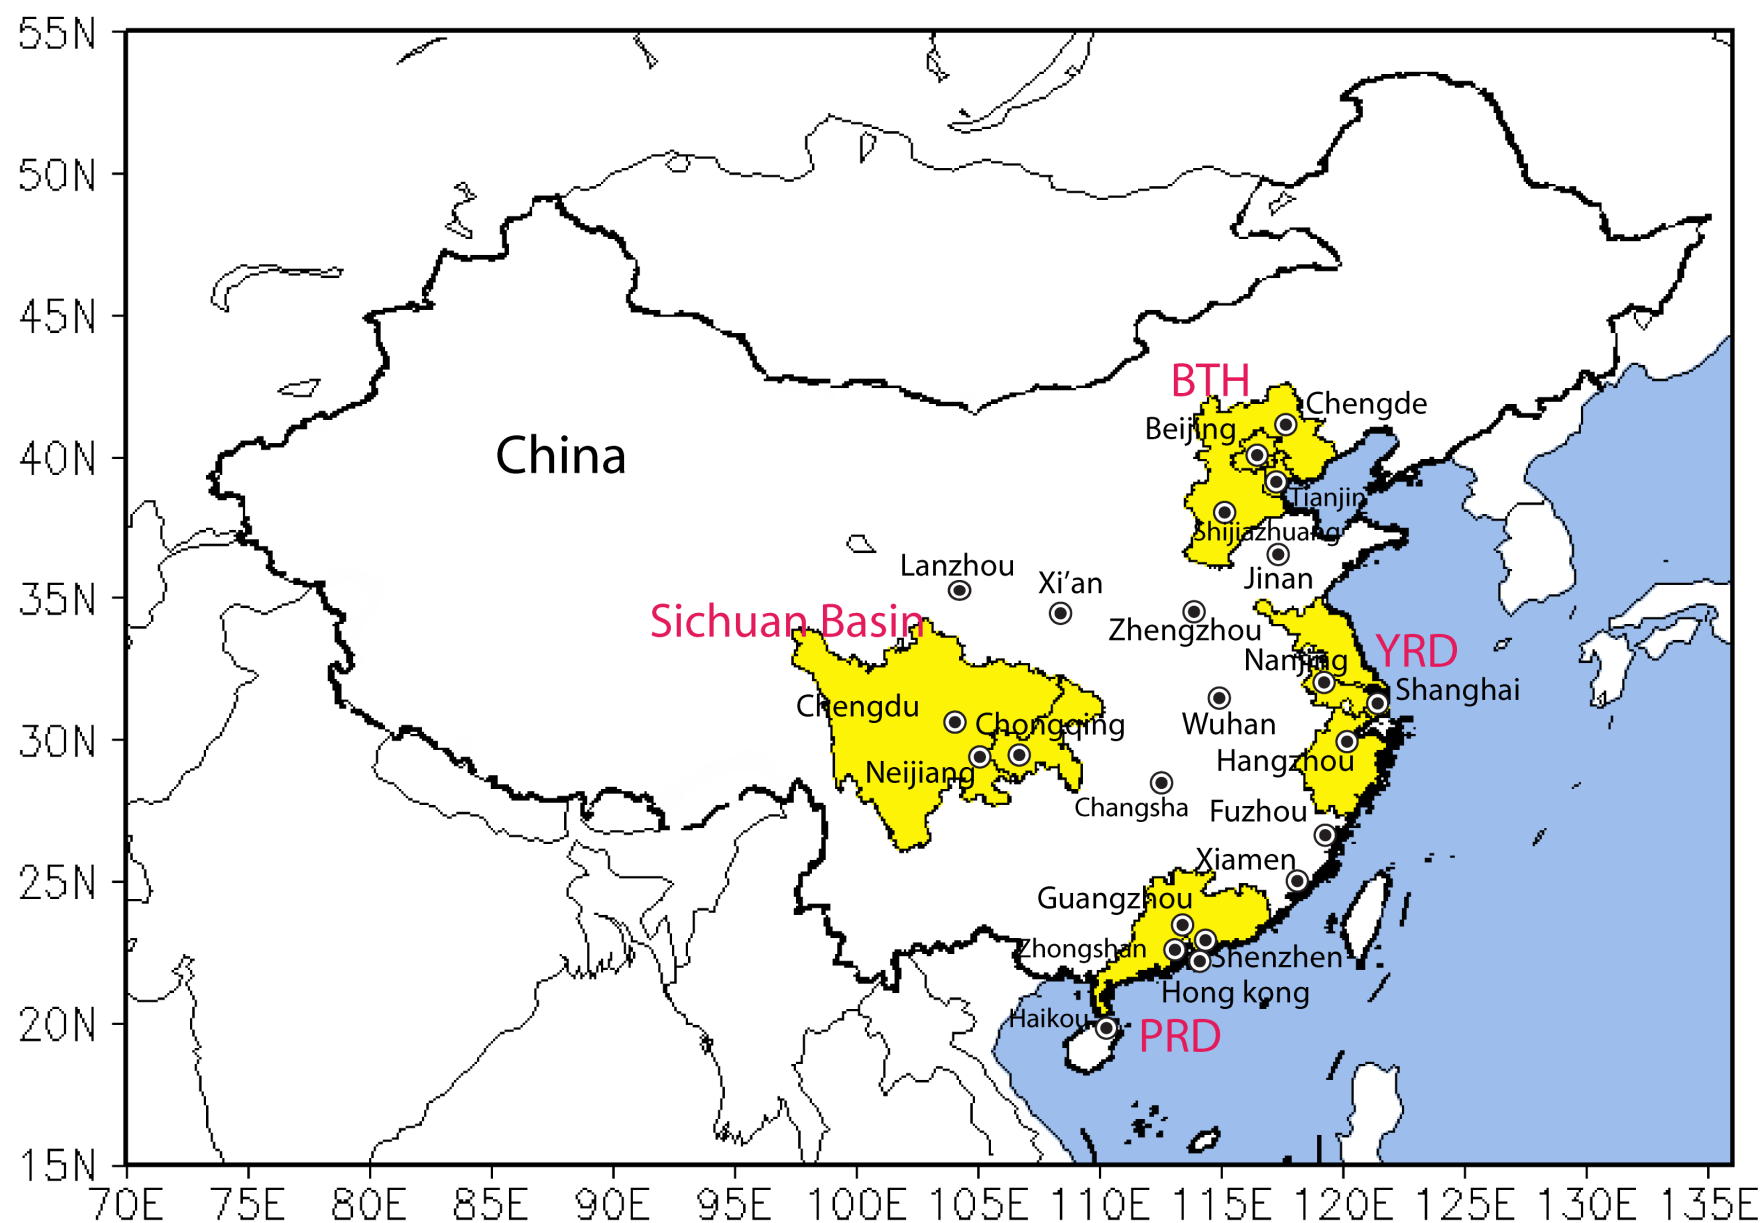 55N
50N
45N
BTH
Chengde
Beijing
40N
China
Tianjin
Shijiazhuang
Lanzhou
Xi'an
Jinan
35N
Sichuan Basin
Zhengzhou
Nanjing
YRD
Shanghai
Chengdu
Chongqing
Wuhan
30N
Hangzhou
Neijiang
Changsha
Fuzhou
Xiamen
25N
Guangzhou
Zhongshan
Shenzhen
Hong kong
20N
Haikou
PRD
15N
70E 75E 80E 85E 90E 95E 100E 105E 110E 115E 120E 125E 130E 135E